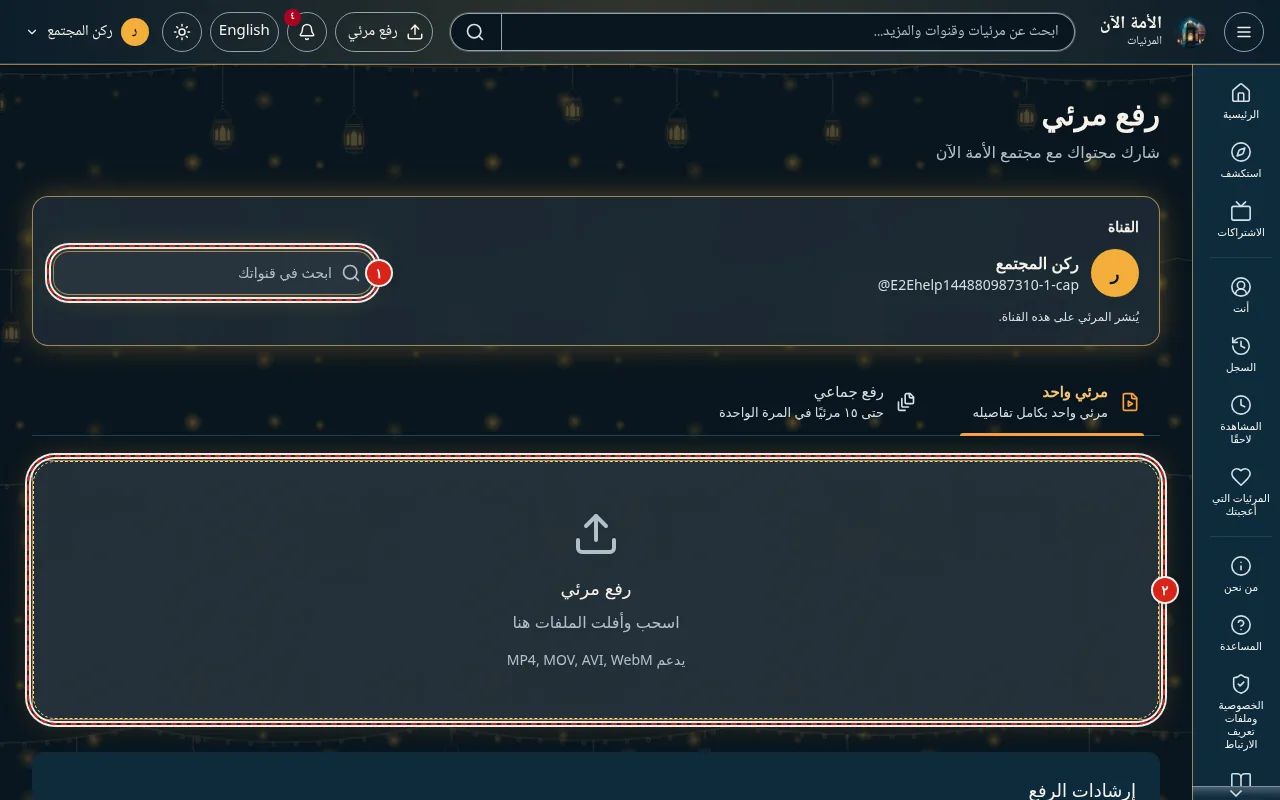 الأمة الآن
المرئيات
ابحث عن مرئيات وقنوات والمزيد...
رفع مرئي
٤
English
ر
ركن المجتمع
الرئيسية
استكشف
الاشتراكات
أنت
السجل
المشاهدة
لاحقًا
المرئيات التي
أعجبتك
من نحن
المساعدة
الخصوصية
وملفات
تعريف
الارتباط
رفع مرئي
شارك محتواك مع مجتمع الأمة الآن
القناة
ر
ركن المجتمع
@E2Ehelp144880987310-1-cap
يُنشر المرئي على هذه القناة.
١
ابحث في قنواتك
مرئي واحد
مرئي واحد بكامل تفاصيله
رفع جماعي
حتى ١٥ مرئيًا في المرة الواحدة
٢
رفع مرئي
اسحب وأفلت الملفات هنا
يدعم MP4, MOV, AVI, WebM
إرشادات الرفع